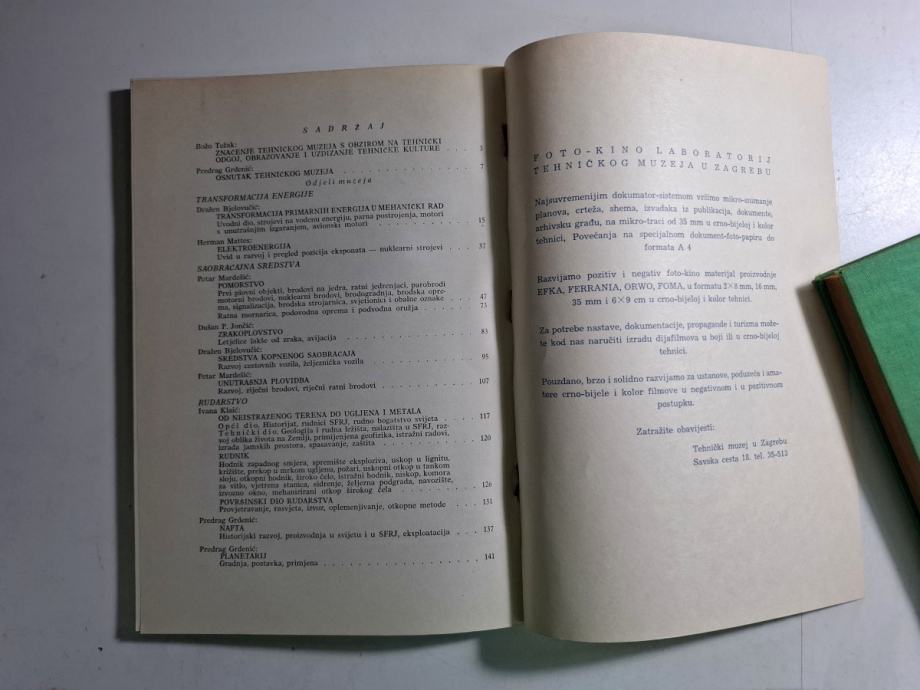 SADRŽAJ
Božo Težak:
ZNAČENJE TEHNIČKOG MUZEJA S OBZIROM NA TEHNIČKI
ODGOJ, OBRAZOVANJE I UZDIZANJE TEHNIČKE KULTURE . . . 3
Predrag Grdenić:
OSNUTAK TEHNIČKOG MUZEJA . . . 7
Odjeli muzeja
TRANSFORMACIJA ENERGIJE
Dražen Bjelovučić:
TRANSFORMACIJA PRIMARNIH ENERGIJA U MEHANIČKI RAD
Uvodni dio, strojevi na vodenu energiju, parna postrojenja, motori
s unutrašnjim izgaranjem, avionski motori . . . 15
Herman Mattes:
ELEKTROENERGIJA
Uvid u razvoj i pregled pozicija eksponata — nuklearni strojevi . . . 37
SAOBRAĆAJNA SREDSTVA
Petar Mardešić:
POMORSTVO
Prvi plovni objekti, brodovi na jedra, ratni jedrenjaci, parobrodi
motorni brodovi, nuklearni brodovi, brodogradnja, brodska opre-
ma, signalizacija, brodska strojarnica, svjetionici i obalne oznake . . . 47
Ratna mornarica, podvodna oprema i podvodna oružja . . . 73
Dušan P. Jončić:
ZRAKOPLOVSTVO
Letjelice lakše od zraka, avijacija . . . 83
Dražen Bjelovučić:
SREDSTVA KOPNENOG SAOBRAĆAJA
Razvoj cestovnih vozila, željeznička vozila . . . 95
Petar Mardešić:
UNUTRAŠNJA PLOVIDBA
Razvoj, riječni brodovi, riječni ratni brodovi . . . 107
RUDARSTVO
Ivana Klaić:
OD NEISTRAŽENOG TERENA DO UGLJENA I METALA
Opći dio. Historijat, rudnici SFRJ, rudno bogatstvo svijeta . . . 117
Tehnički dio. Geologija i rudna ležišta, nalazišta u SFRJ, raz-
voj oblika života na Zemlji, primijenjena geofizika, istražni radovi,
izrada jamskih prostora, spasavanje, zaštita . . . 120
RUDNIK
Hodnik zapadnog smjera, spremište eksploziva, uskop u lignitu,
križište, prekop u mrkom ugljenu, požari, uskopni otkop u tankom
sloju, otkopni hodnik, široko čelo, istražni hodnik, niskop, komora
za vitlo, vjetrena stanica, sidrenje, željezna podgrada, navozište,
izvozno okno, mehanizirani otkop širokog čela . . . 126
POVRŠINSKI DIO RUDARSTVA
Provjetravanje, rasvjeta, izvoz, oplemenjivanje, otkopne metode . . . 131
Predrag Grdenić:
NAFTA
Historijski razvoj, proizvodnja u svijetu i u SFRJ, eksploatacija . . . 137
Predrag Grdenić:
PLANETARIJ
Gradnja, postavka, primjena . . . 141
FOTO-KINO LABORATORIJ
TEHNIČKOG MUZEJA U ZAGREBU
Najsuvremenijim dokumator-sistemom vršimo mikro-snimanje
planova, crteža, shema, izvadaka iz publikacija, dokumente,
arhivsku građu, na mikro-traci od 35 mm u crno-bijeloj i kolor
tehnici, Povećanja na specijalnom dokument-foto-papiru do
formata A 4
Razvijamo pozitiv i negativ foto-kino materijal proizvodnje
EFKA, FERRANIA, ORWO, FOMA, u formatu 2×8 mm, 16 mm,
35 mm i 6×9 cm u crno-bijeloj i kolor tehnici.
Za potrebe nastave, dokumentacije, propagande i turizma može-
te kod nas naručiti izradu dijafilmova u boji ili u crno-bijeloj
tehnici.
Pouzdano, brzo i solidno razvijamo za ustanove, poduzeća i ama-
tere crno-bijele i kolor filmove u negativnom i u pozitivnom
postupku.
Zatražite obavijesti:
Tehnički muzej u Zagrebu
Savska cesta 18. tel. 35-513